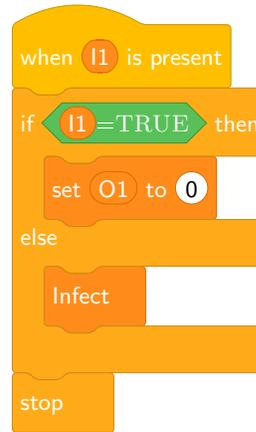 when I1 is present
if I1=TRUE then
set O1 to 0
else
Infect
stop